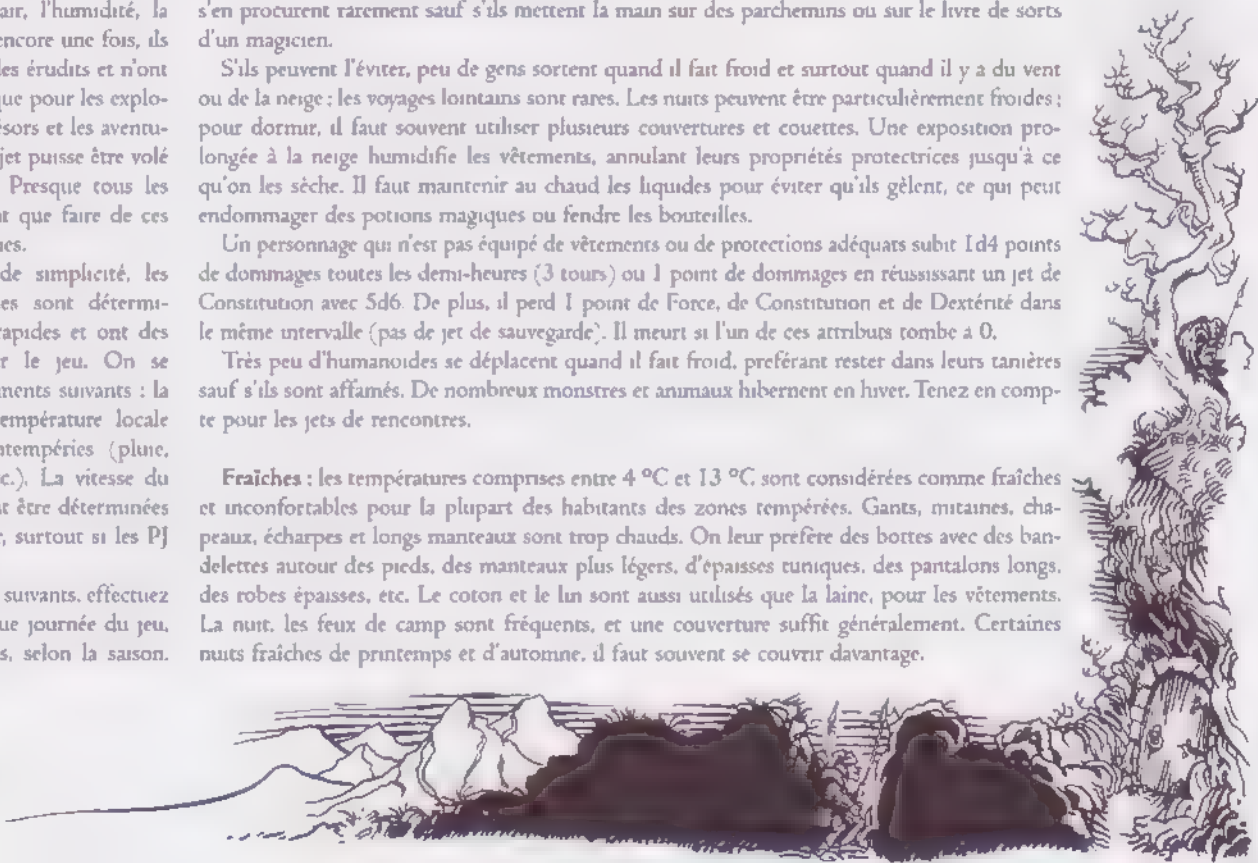 air, l'humidité, la
encore une fois, ils
les érudits et n'ont
que pour les explo-
ésors et les aventu-
jet puisse être volé
Presque tous les
nt que faire de ces
ues.
de simplicité, les
es sont détermi-
rapides et ont des
r le jeu. On se
ments suivants : la
empérature locale
ntempéries (pluie,
c.). La vitesse du
t être déterminées
r, surtout si les PJ
suivants, effectuez
ue journée du jeu,
s, selon la saison.
s'en procurent rarement sauf s'ils mettent la main sur des parchemins ou sur le livre de sorts
d'un magicien.
S'ils peuvent l'éviter, peu de gens sortent quand il fait froid et surtout quand il y a du vent
ou de la neige ; les voyages lointains sont rares. Les nuits peuvent être particulièrement froides ;
pour dormir, il faut souvent utiliser plusieurs couvertures et couettes. Une exposition pro-
longée à la neige humidifie les vêtements, annulant leurs propriétés protectrices jusqu'à ce
qu'on les sèche. Il faut maintenir au chaud les liquides pour éviter qu'ils gèlent, ce qui peut
endommager des potions magiques ou fendre les bouteilles.
Un personnage qui n'est pas équipé de vêtements ou de protections adéquats subit 1d4 points
de dommages toutes les demi-heures (3 tours) ou 1 point de dommages en réussissant un jet de
Constitution avec 5d6. De plus, il perd 1 point de Force, de Constitution et de Dextérité dans
le même intervalle (pas de jet de sauvegarde). Il meurt si l'un de ces attributs tombe a 0.
Très peu d'humanoïdes se déplacent quand il fait froid, preférant rester dans leurs tanières
sauf s'ils sont affamés. De nombreux monstres et animaux hibernent en hiver. Tenez en comp-
te pour les jets de rencontres.
Fraîches : les températures comprises entre 4 °C et 13 °C. sont considérées comme fraîches
et inconfortables pour la plupart des habitants des zones tempérées. Gants, mitaines, cha-
peaux, écharpes et longs manteaux sont trop chauds. On leur préfère des bottes avec des ban-
delettes autour des pieds, des manteaux plus légers, d'épaisses tuniques, des pantalons longs,
des robes épaisses, etc. Le coton et le lin sont aussi utilisés que la laine, pour les vêtements.
La nuit, les feux de camp sont fréquents, et une couverture suffit généralement. Certaines
nuits fraîches de printemps et d'automne, il faut souvent se couvrir davantage.